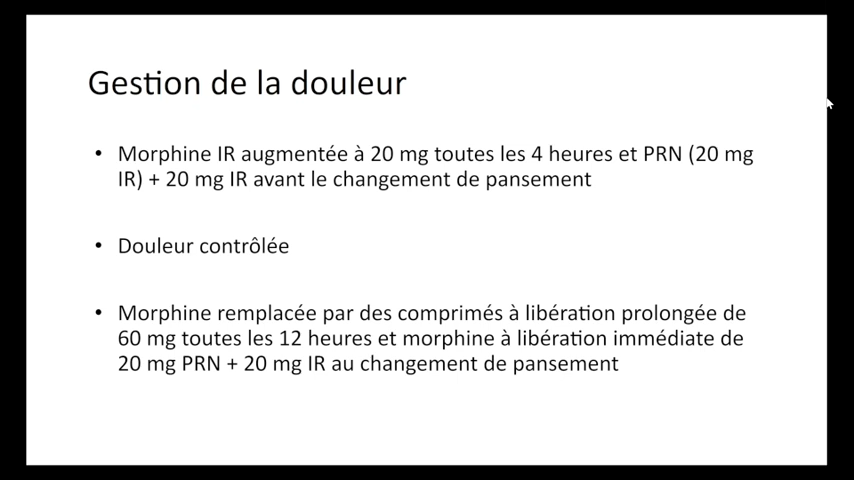 Gestion de la douleur
• Morphine IR augmentée à 20 mg toutes les 4 heures et PRN (20 mg
IR) + 20 mg IR avant le changement de pansement
• Douleur contrôlée
• Morphine remplacée par des comprimés à libération prolongée de
60 mg toutes les 12 heures et morphine à libération immédiate de
20 mg PRN + 20 mg IR au changement de pansement